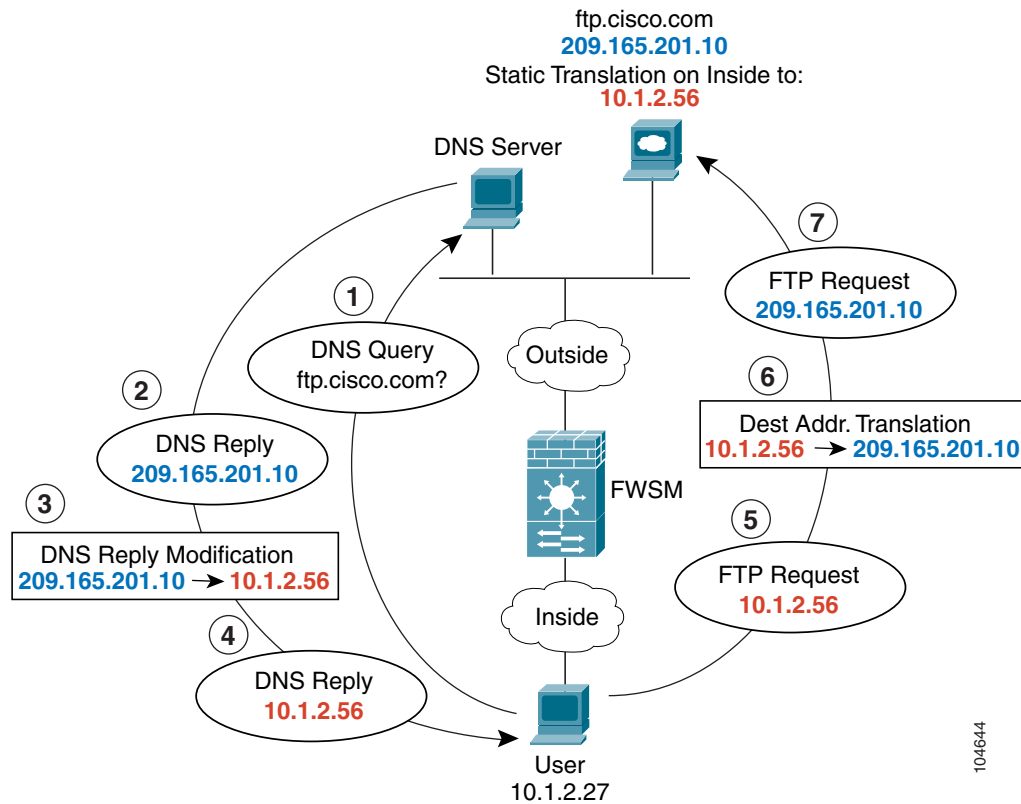 ftp.cisco.com
209.165.201.10
Static Translation on Inside to:
10.1.2.56
DNS Server
7
FTP Request
209.165.201.10
1
DNS Query
ftp.cisco.com?
Outside
2
DNS Reply
209.165.201.10
6
Dest Addr. Translation
10.1.2.56 → 209.165.201.10
FWSM
3
DNS Reply Modification
209.165.201.10 → 10.1.2.56
5
FTP Request
10.1.2.56
Inside
4
DNS Reply
10.1.2.56
User
10.1.2.27
104644